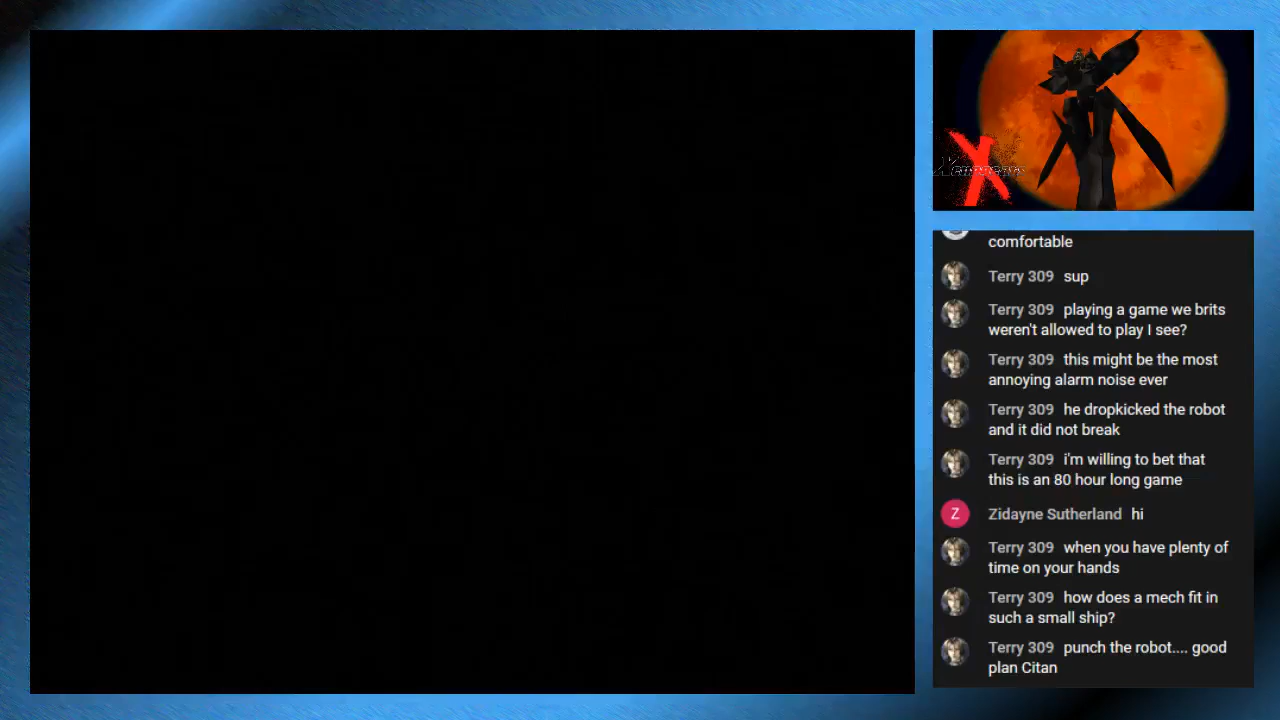 Xenogears
comfortable
Terry 309 sup
Terry 309 playing a game we brits
weren't allowed to play I see?
Terry 309 this might be the most
annoying alarm noise ever
Terry 309 he dropkicked the robot
and it did not break
Terry 309 i'm willing to bet that
this is an 80 hour long game
Z Zidayne Sutherland hi
Terry 309 when you have plenty of
time on your hands
Terry 309 how does a mech fit in
such a small ship?
Terry 309 punch the robot.... good
plan Citan